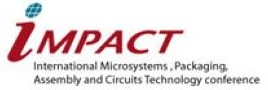 iMPACT
International Microsystems , Packaging,
Assembly and Circuits Technology conference